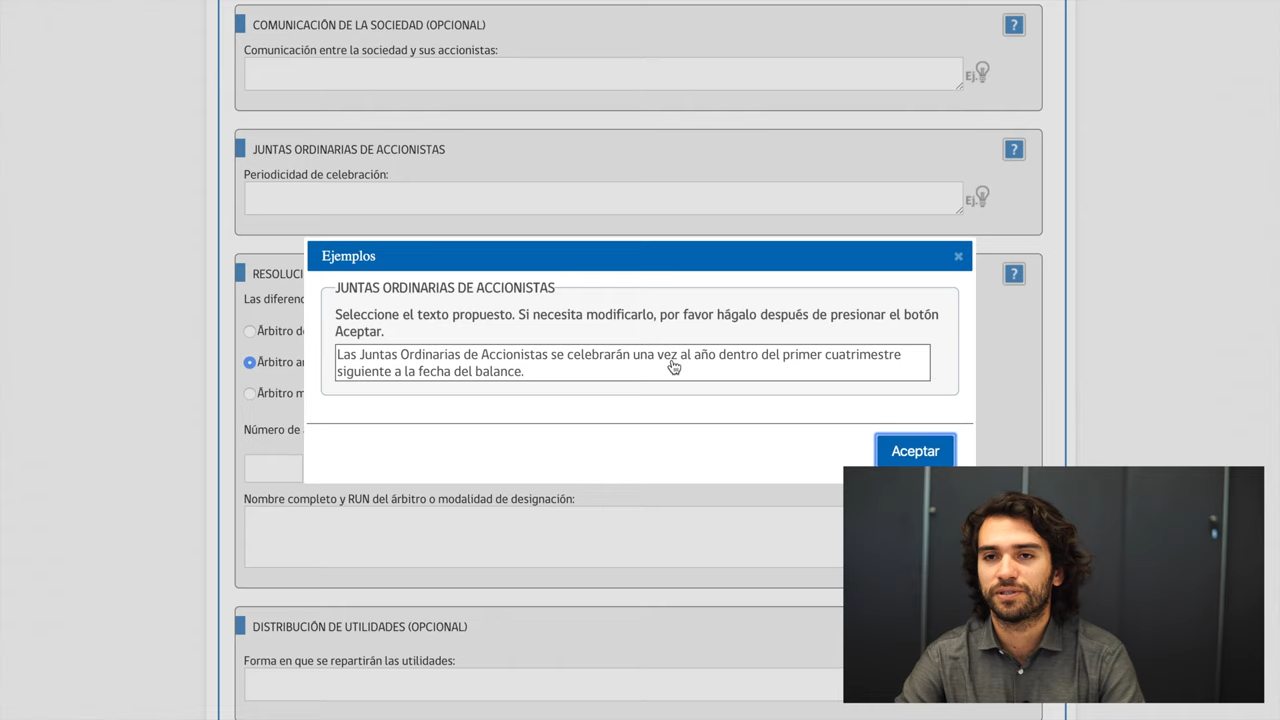 COMUNICACIÓN DE LA SOCIEDAD (OPCIONAL)
?
Comunicación entre la sociedad y sus accionistas:
Ej.
JUNTAS ORDINARIAS DE ACCIONISTAS
?
Periodicidad de celebración:
Ej.
Ejemplos
×
RESOLUCI
?
JUNTAS ORDINARIAS DE ACCIONISTAS
Las diferenc
Seleccione el texto propuesto. Si necesita modificarlo, por favor hágalo después de presionar el botón
Aceptar.
Árbitro de
Las Juntas Ordinarias de Accionistas se celebrarán una vez al año dentro del primer cuatrimestre
siguiente a la fecha del balance.
Árbitro ar
Árbitro m
Número de
Aceptar
Nombre completo y RUN del árbitro o modalidad de designación:
DISTRIBUCIÓN DE UTILIDADES (OPCIONAL)
Forma en que se repartirán las utilidades: